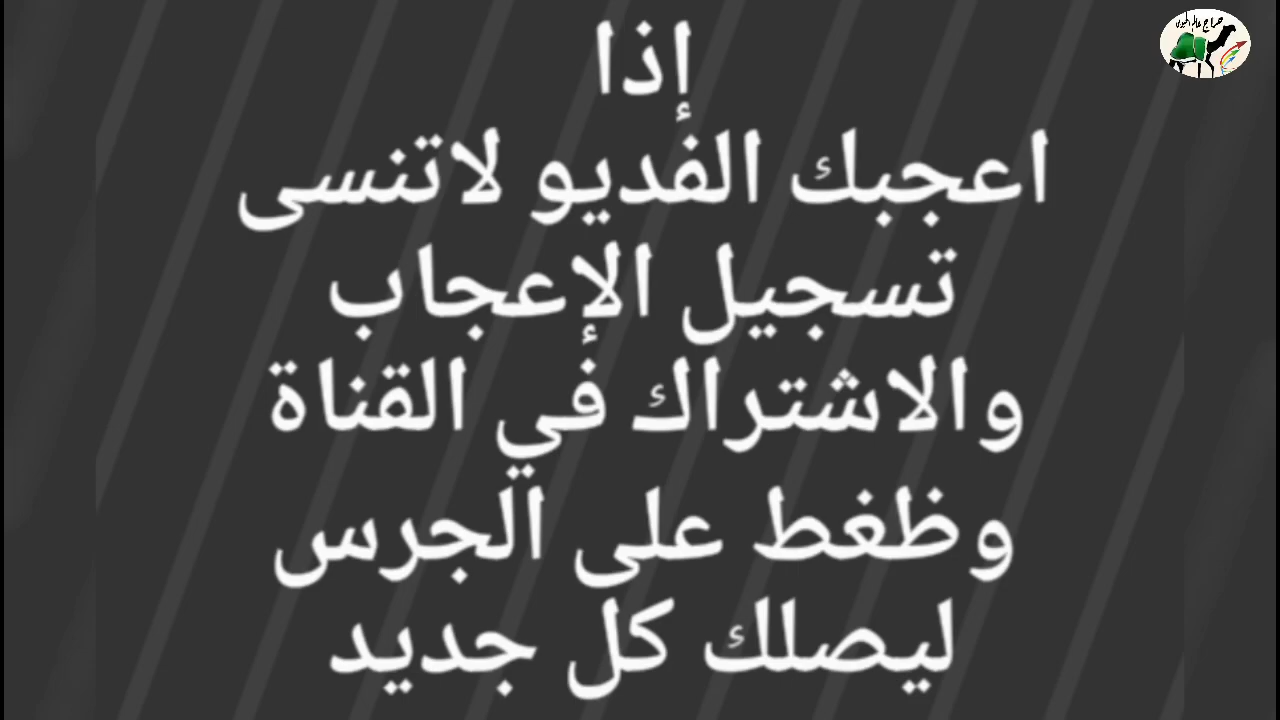 إذا
اعجبك الفديو لاتنسى
تسجيل الإعجاب
والاشتراك في القناة
وظغط على الجرس
ليصلك كل جديد